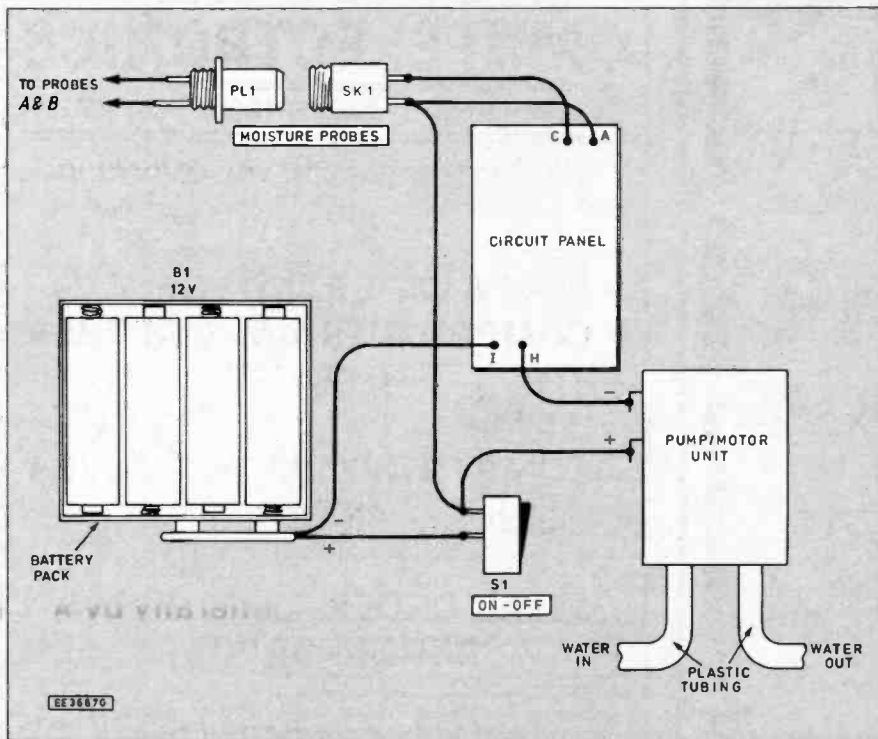 TO PROBES
A & B
PL1
SK1
MOISTURE PROBES
C
A
CIRCUIT PANEL
B1
12V
I
H
-
+
PUMP/MOTOR
UNIT
-
+
BATTERY
PACK
S1
ON-OFF
WATER
IN
PLASTIC
TUBING
WATER
OUT
EE3667G